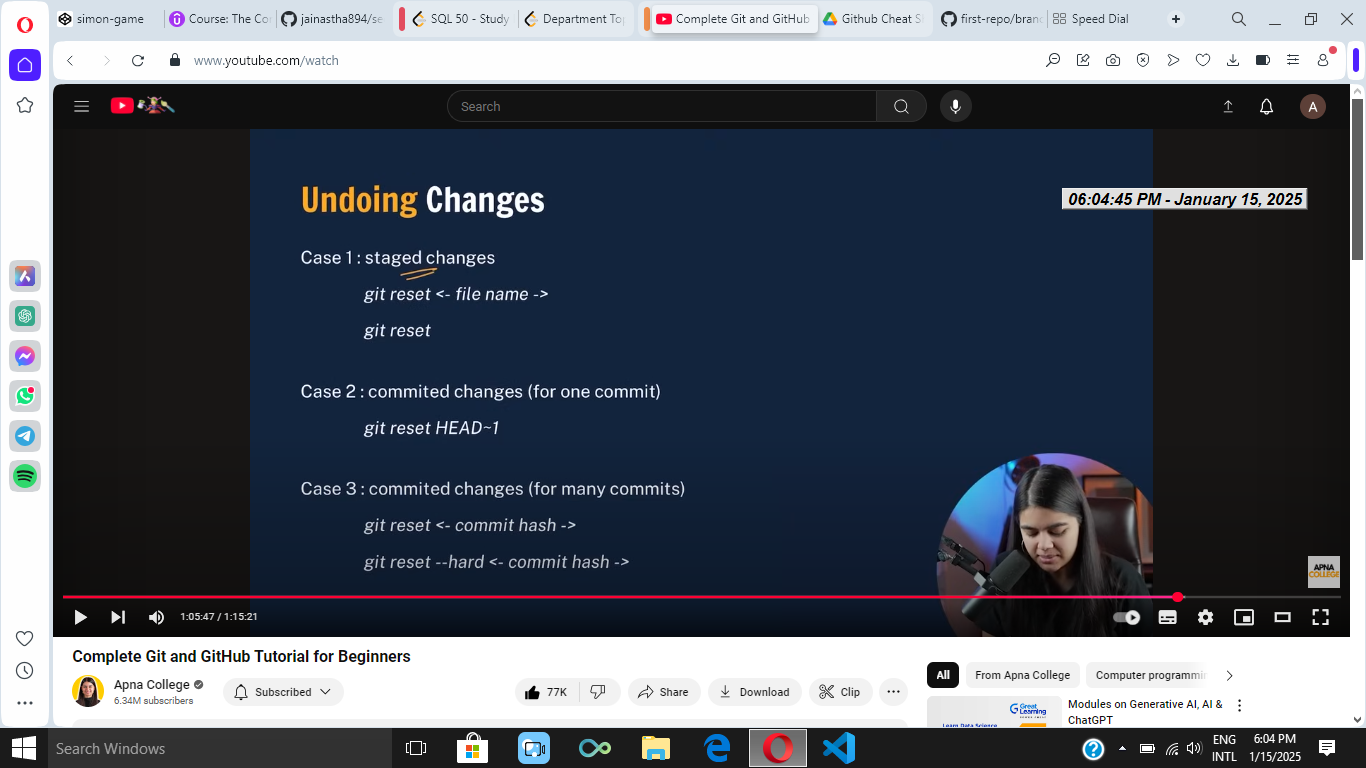 simon-game
Course: The Co
jainastha894/se
SQL 50 - Study
Department Top
Complete Git and GitHub
Github Cheat S
first-repo/bran
Speed Dial
www.youtube.com/watch
Search
A
Undoing Changes
06:04:45 PM - January 15, 2025
Case 1 : staged changes
git reset <- file name ->
git reset
Case 2 : commited changes (for one commit)
git reset HEAD~1
Case 3 : commited changes (for many commits)
git reset <- commit hash ->
git reset --hard <- commit hash ->
APNA
COLLEGE
1:05:47 / 1:15:21
Complete Git and GitHub Tutorial for Beginners
Apna College
6.34M subscribers
Subscribed
77K
Share
Download
Clip
All
From Apna College
Computer programmin
Great
Learning
Learn Data Science
Modules on Generative AI, AI &
ChatGPT
Search Windows
ENG
INTL
6:04 PM
1/15/2025